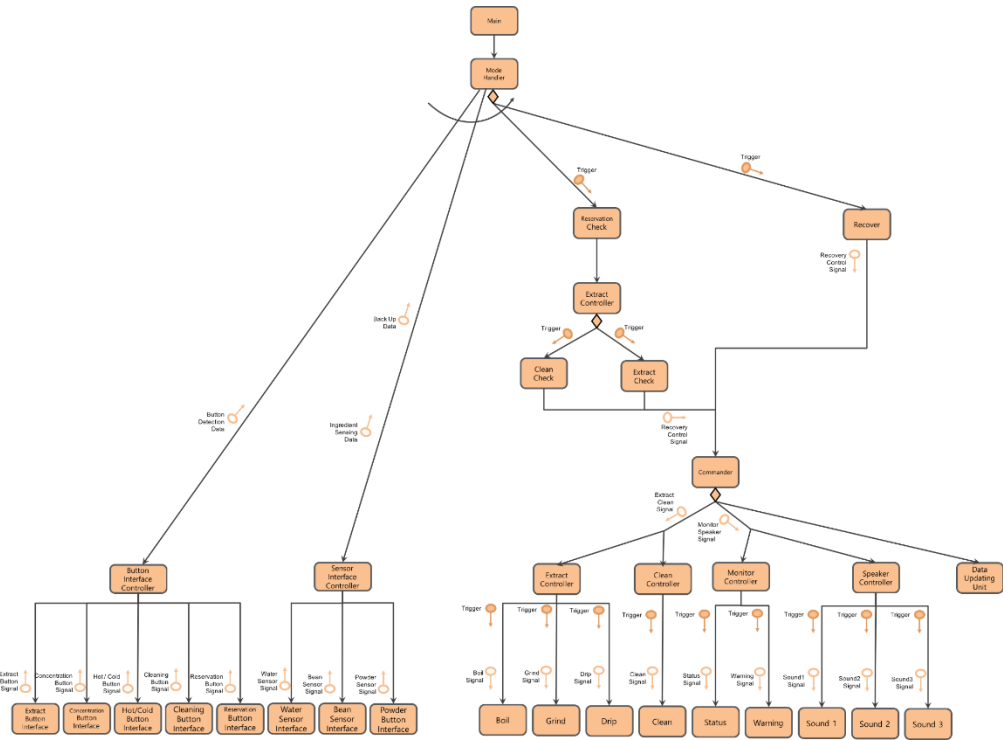 Main
Mode
Handler
Trigger
Trigger
Reservation
Check
Recover
Recovery
Control
Signal
Extract
Controller
Back Up
Data
Trigger
Trigger
Clean
Check
Extract
Check
Button
Detection
Data
Ingredient
Sensing
Data
Recovery
Control
Signal
Commander
Extract
Clean
Signal
Monitor
Speaker
Signal
Button
Interface
Controller
Sensor
Interface
Controller
Extract
Controller
Clean
Controller
Monitor
Controller
Speaker
Controller
Data
Updating
Unit
Trigger
Trigger
Trigger
Trigger
Trigger
Trigger
Trigger
Trigger
Trigger
Extract
Button
Signal
Concentration
Button
Signal
Hot / Cold
Button
Signal
Cleaning
Button
Signal
Reservation
Button
Signal
Water
Sensor
Signal
Bean
Sensor
Signal
Powder
Sensor
Signal
Boil
Signal
Grind
Signal
Drip
Signal
Clean
Signal
Status
Signal
Warning
Signal
Sound1
Signal
Sound2
Signal
Sound3
Signal
Extract
Button
Interface
Concentration
Button
Interface
Hot/Cold
Button
Interface
Cleaning
Button
Interface
Reservation
Button
Interface
Water
Sensor
Interface
Bean
Sensor
Interface
Powder
Button
Interface
Boil
Grind
Drip
Clean
Status
Warning
Sound 1
Sound 2
Sound 3